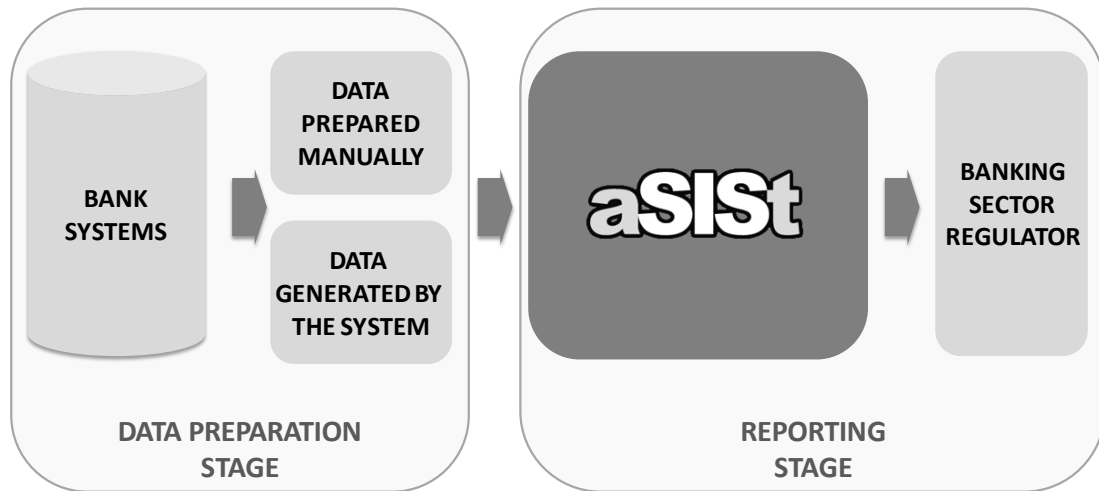 BANK
SYSTEMS
DATA
PREPARED
MANUALLY
DATA
GENERATED BY
THE SYSTEM
DATA PREPARATION
STAGE
aSISt
BANKING
SECTOR
REGULATOR
REPORTING
STAGE